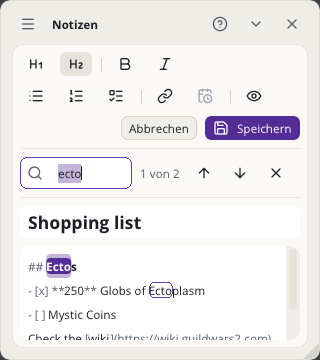 Notizen
H1 H2 B I
Abbrechen Speichern
ecto 1 von 2
Shopping list
## Ectos
- [x] **250** Globs of Ectoplasm
- [ ] Mystic Coins
Check the [wiki](https://wiki.guildwars2.com)